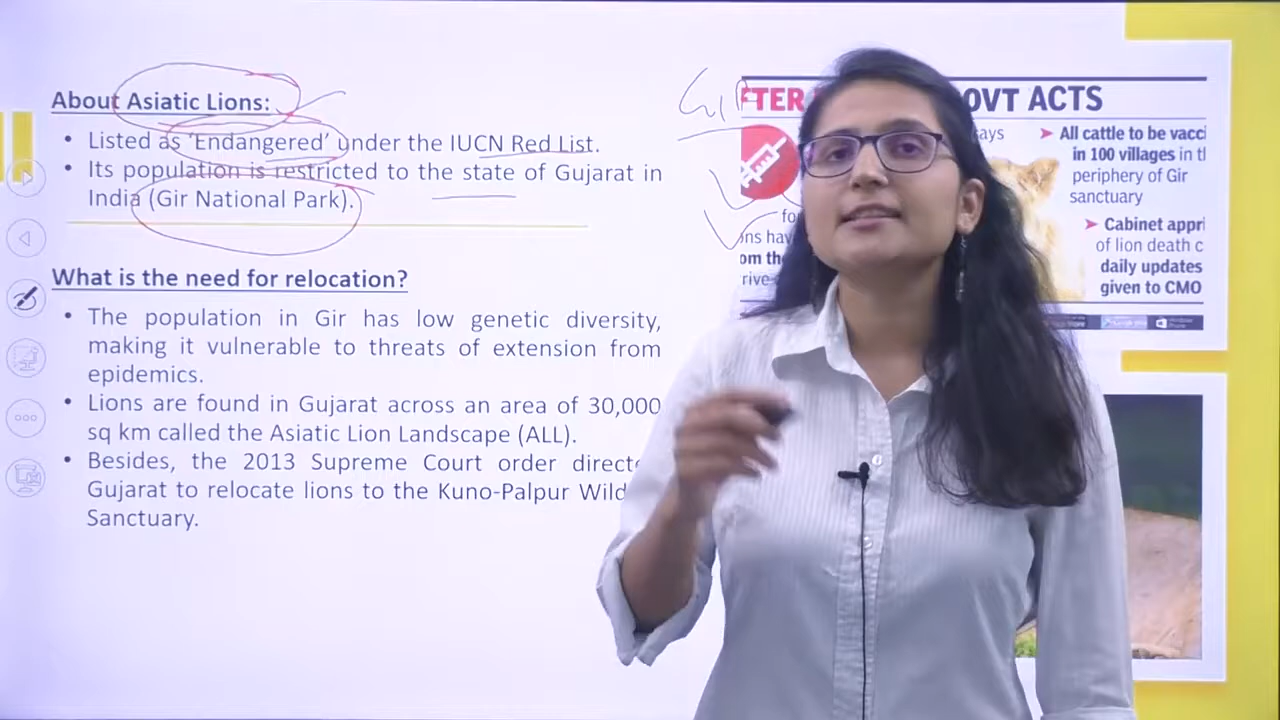 About Asiatic Lions:
• Listed as 'Endangered' under the IUCN Red List.
• Its population is restricted to the state of Gujarat in
India (Gir National Park).
What is the need for relocation?
• The population in Gir has low genetic diversity,
making it vulnerable to threats of extension from
epidemics.
• Lions are found in Gujarat across an area of 30,000
sq km called the Asiatic Lion Landscape (ALL).
• Besides, the 2013 Supreme Court order
Gujarat to relocate lions to the Kuno-Palpur
Sanctuary.
Gir
OVT ACTS
All cattle to be
in 100 villages in
periphery of Gir
sanctuary
Cabinet
of lion death
daily updates
given to CMO